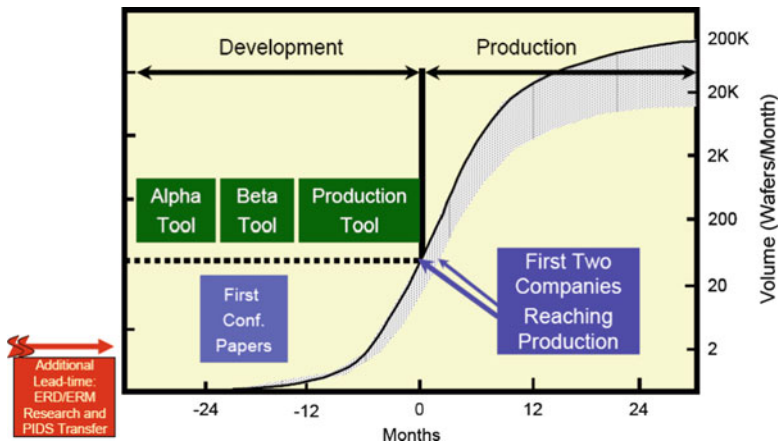 Development
Production
200K
20K
2K
200
20
2
Volume (Wafers/Month)
Alpha
Tool
Beta
Tool
Production
Tool
First
Conf.
Papers
First Two
Companies
Reaching
Production
Additional
Lead-time:
ERD/ERM
Research and
PIDS Transfer
-24
-12
0
12
24
Months